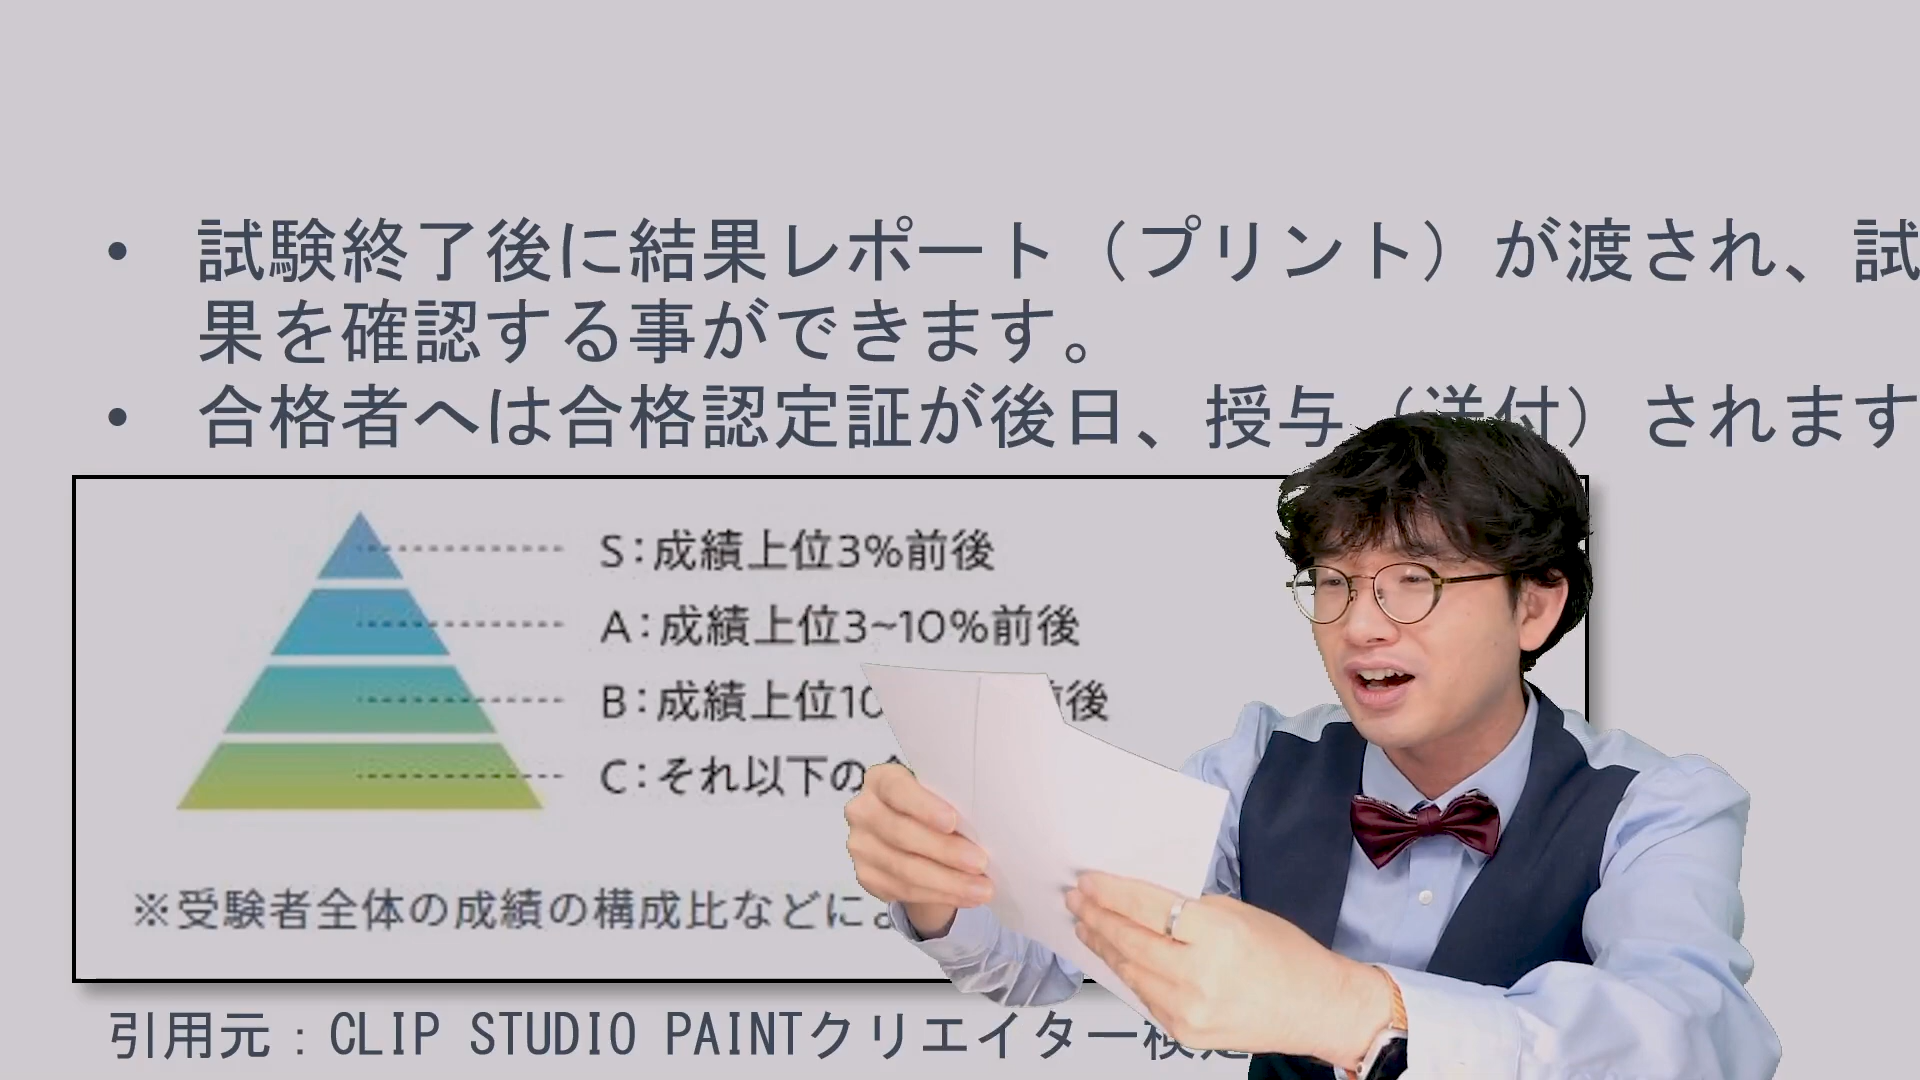 • 試験終了後に結果レポート（プリント）が渡され、試
果を確認する事ができます。
• 合格者へは合格認定証が後日、授与（送付）されます
S：成績上位3%前後
A：成績上位3~10%前後
B：成績上位10 前後
C：それ以下の
※受験者全体の成績の構成比などに
引用元：CLIP STUDIO PAINTクリエイター検定